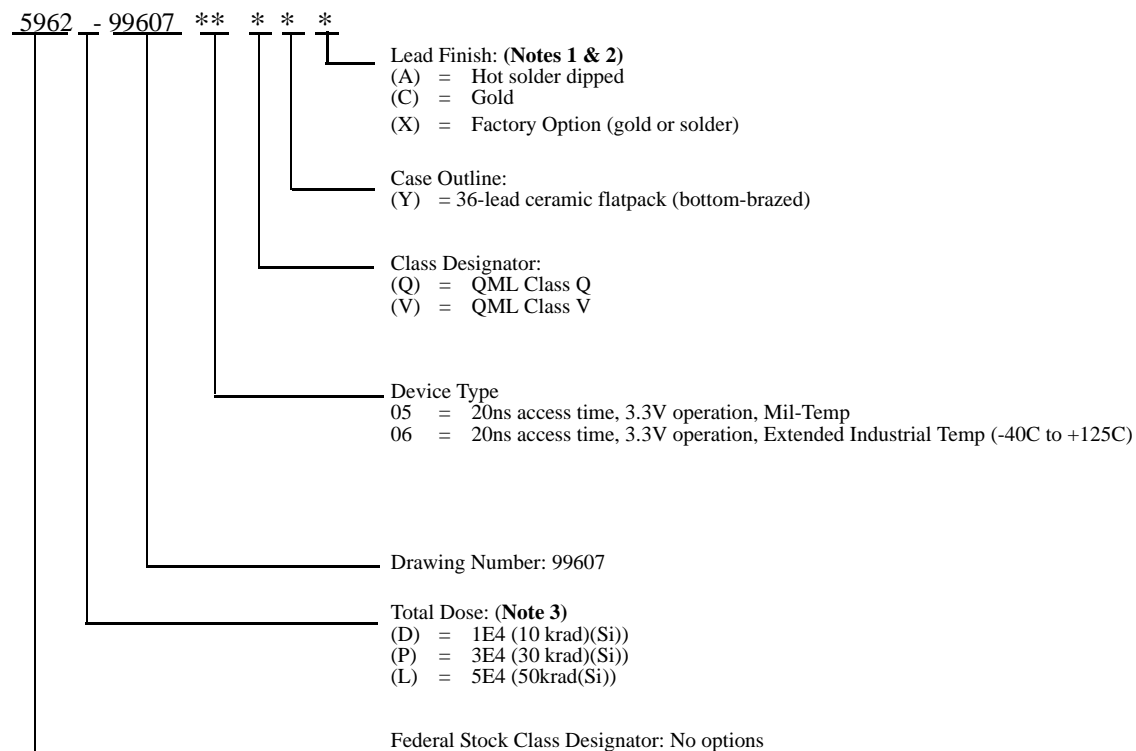 5962 - 99607 ** * * *
Lead Finish: (Notes 1 & 2)
(A) = Hot solder dipped
(C) = Gold
(X) = Factory Option (gold or solder)
Case Outline:
(Y) = 36-lead ceramic flatpack (bottom-brazed)
Class Designator:
(Q) = QML Class Q
(V) = QML Class V
Device Type
05 = 20ns access time, 3.3V operation, Mil-Temp
06 = 20ns access time, 3.3V operation, Extended Industrial Temp (-40C to +125C)
Drawing Number: 99607
Total Dose: (Note 3)
(D) = 1E4 (10 krad)(Si))
(P) = 3E4 (30 krad)(Si))
(L) = 5E4 (50krad(Si))
Federal Stock Class Designator: No options